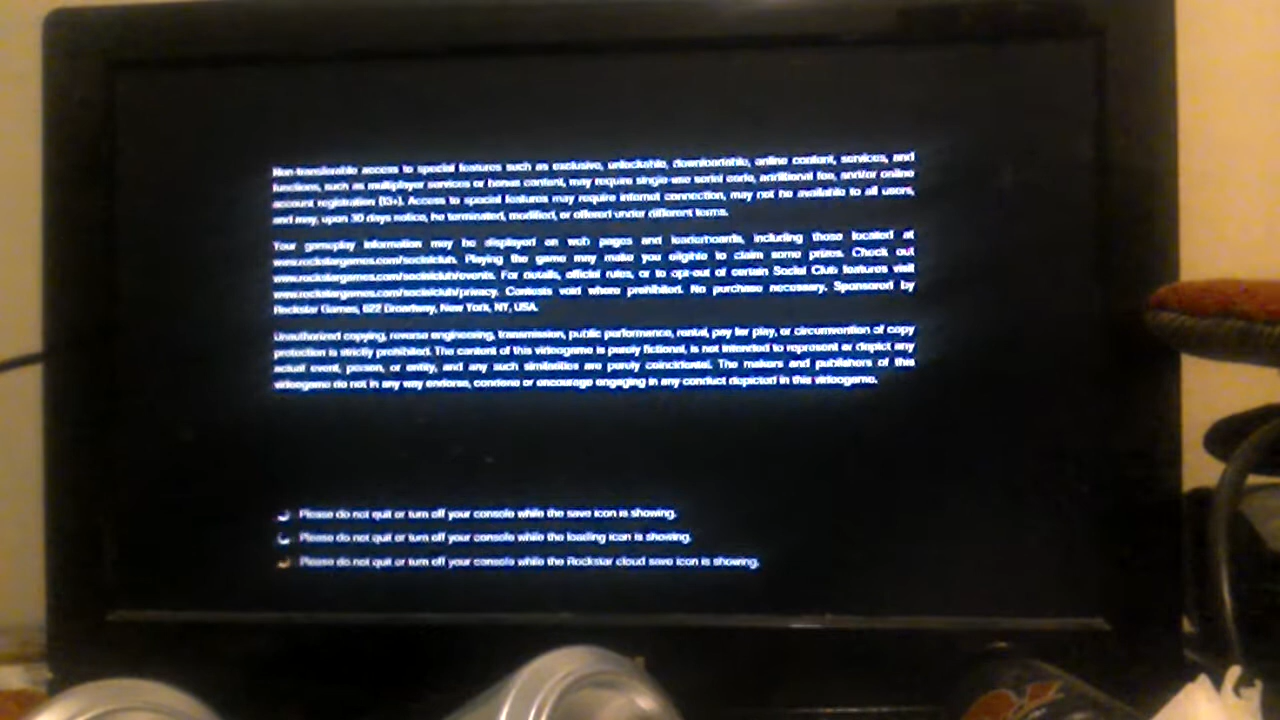 Non-transferable access to special features such as exclusive, unlockable, downloadable, online content, services, and
functions, such as multiplayer services or bonus content, may require single-use serial code, additional fee, and/or online
account registration (13+). Access to special features may require internet connection, may not be available to all users,
and may, upon 30 days notice, be terminated, modified, or offered under different terms.
Your gameplay information may be displayed on web pages and leaderboards, including those located at
www.rockstargames.com/socialclub. Playing the game may make you eligible to claim some prizes. Check out
www.rockstargames.com/socialclub/events. For details, official rules, or to opt-out of certain Social Club features visit
www.rockstargames.com/socialclub/privacy. Contests void where prohibited. No purchase necessary. Sponsored by
Rockstar Games, 622 Broadway, New York, NY, USA.
Unauthorized copying, reverse engineering, transmission, public performance, rental, pay for play, or circumvention of copy
protection is strictly prohibited. The content of this videogame is purely fictional, is not intended to represent or depict any
actual event, person, or entity, and any such similarities are purely coincidental. The makers and publishers of this
videogame do not in any way endorse, condone or encourage engaging in any conduct depicted in this videogame.
Please do not quit or turn off your console while the save icon is showing.
Please do not quit or turn off your console while the loading icon is showing.
Please do not quit or turn off your console while the Rockstar cloud save icon is showing.